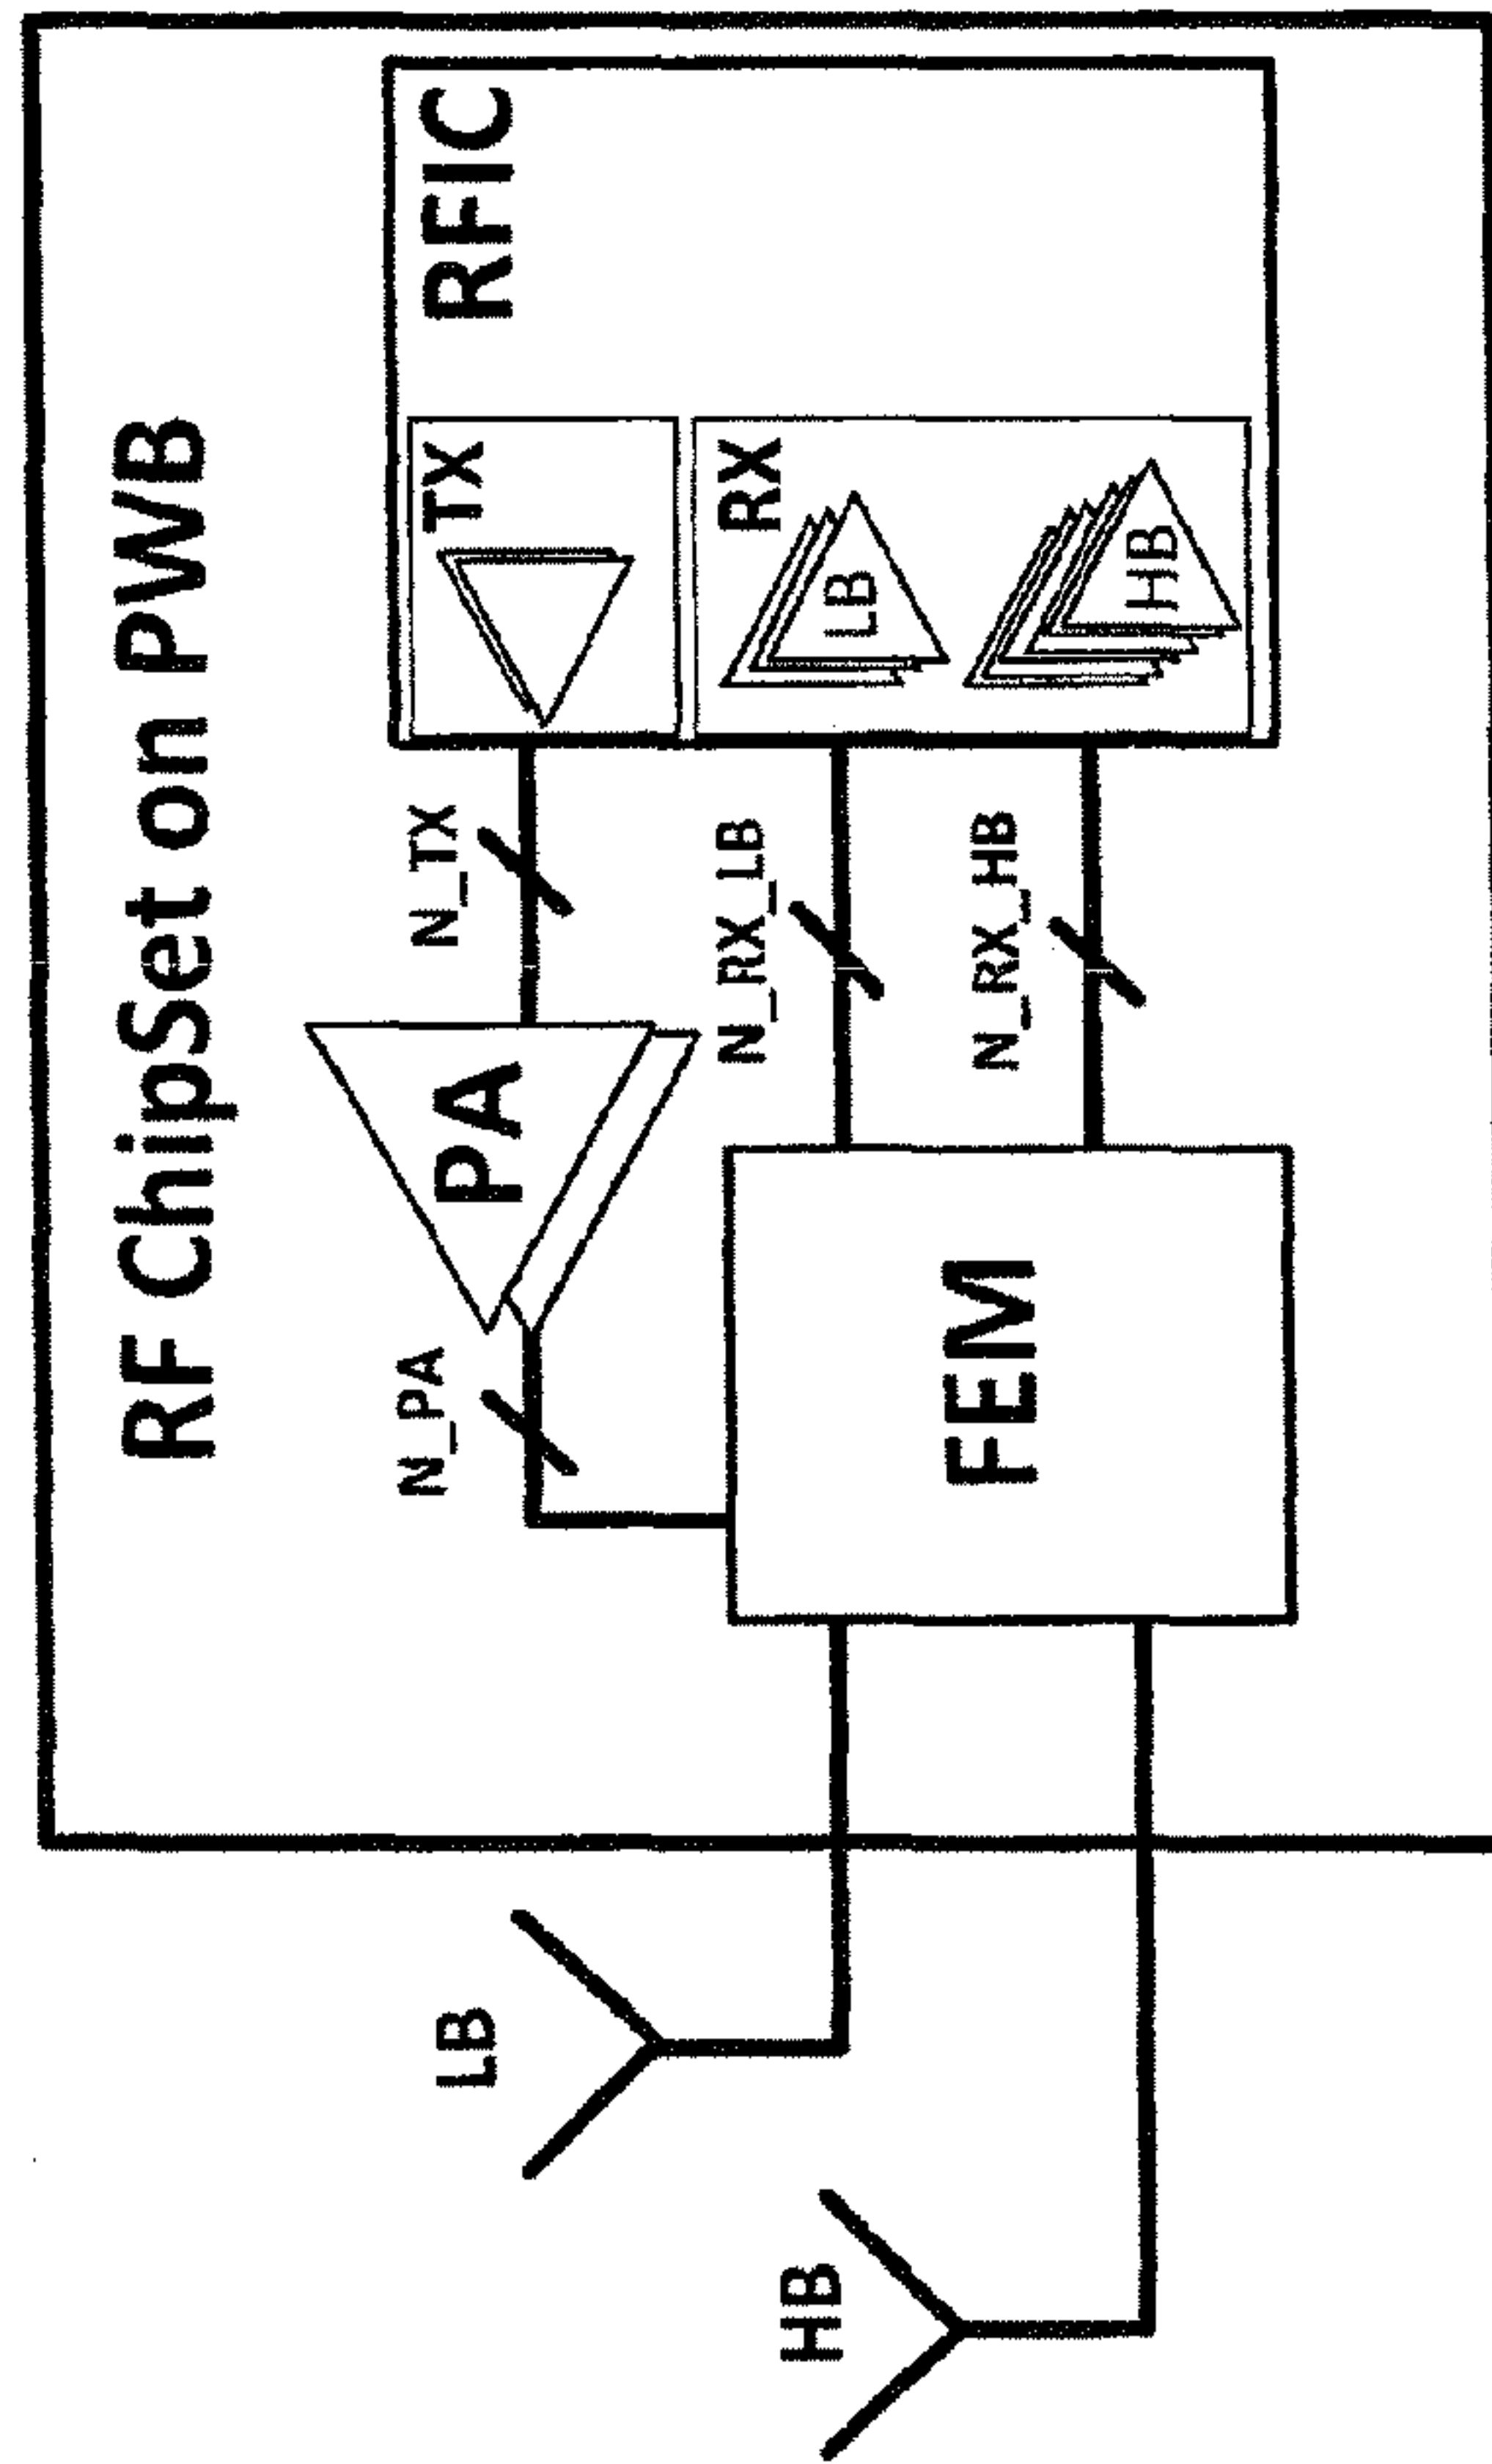 RF ChipSet on PWB
RFIC
TX
N_TX
PA
N_PA
RX
LB
N_RX_LB
HB
N_RX_HB
FEM
LB
HB